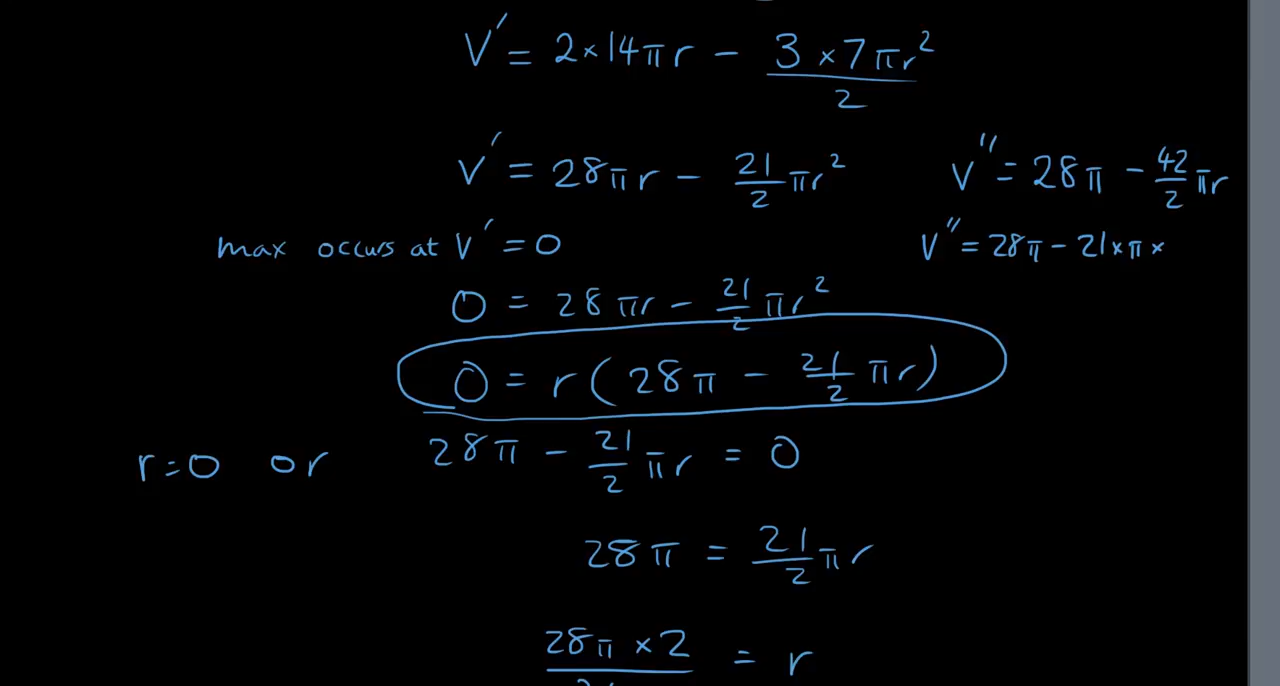 V′ = 2×14πr − (3×7πr²)/2
V′ = 28πr − 21/2 πr²
V″ = 28π − 42/2 πr
max occurs at V′ = 0
V″ = 28π − 21×π×
0 = 28πr − 21/2 πr²
0 = r(28π − 21/2 πr)
r=0 or 28π − 21/2 πr = 0
28π = 21/2 πr
28π×2 = r